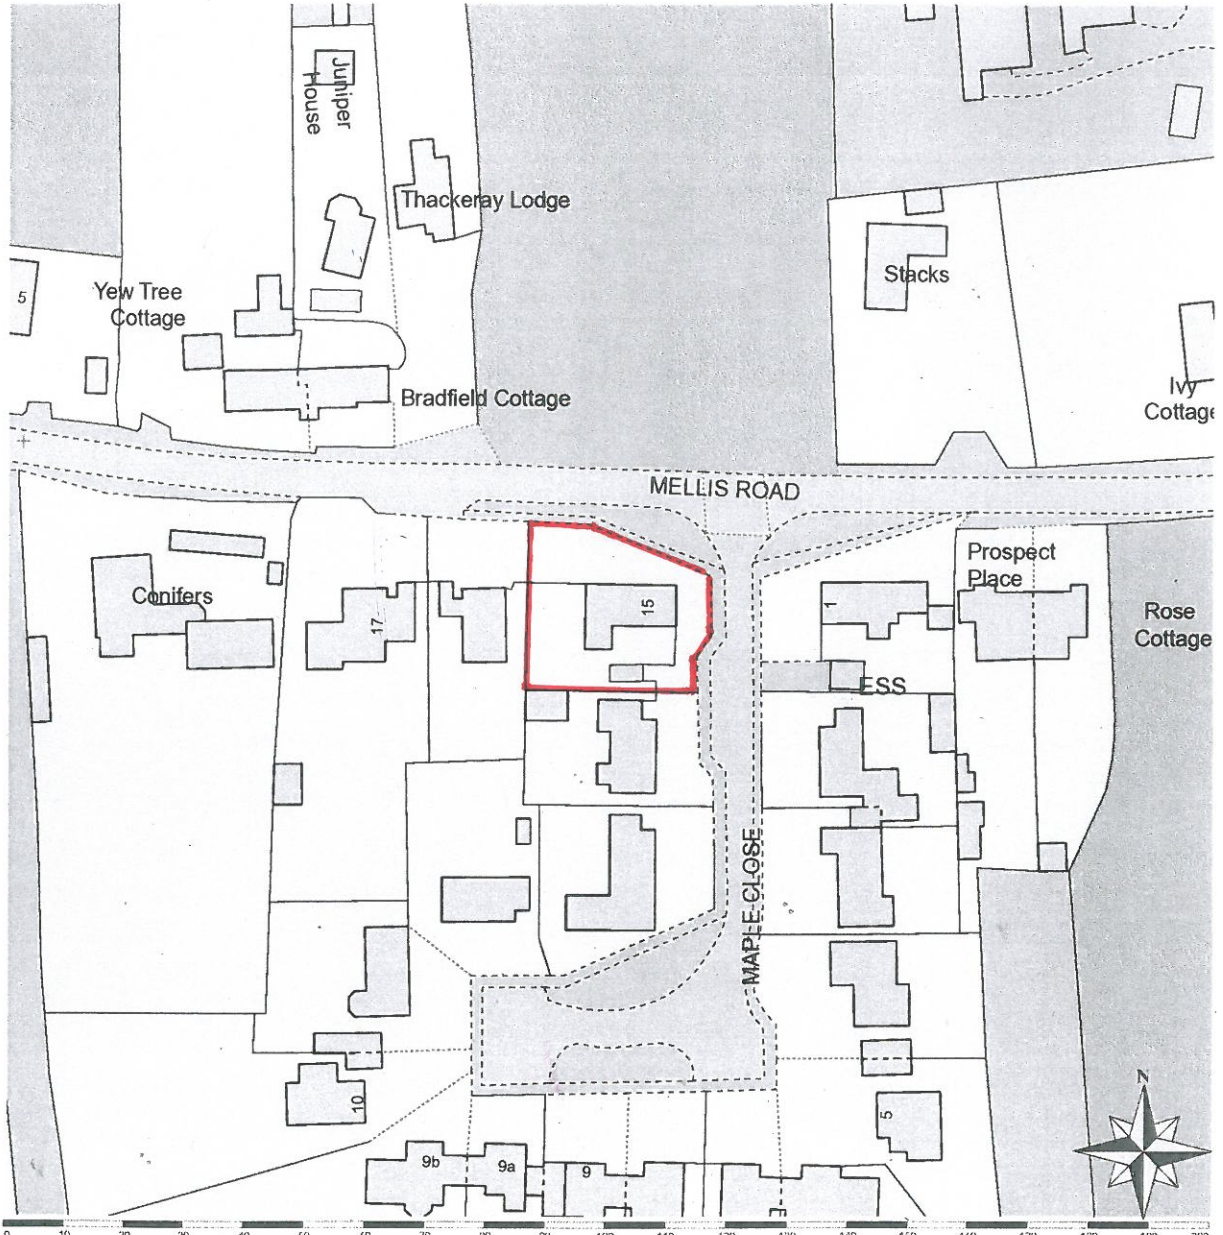 Juniper
House
Thackeray Lodge
Stacks
5
Yew Tree
Cottage
Bradfield Cottage
Ivy
MELLIS ROAD
Prospect
Place
Conifers
17
15
1
Rose
Cottage
ESS
MAPLE CLOSE
10
5
9b
9a
9
N